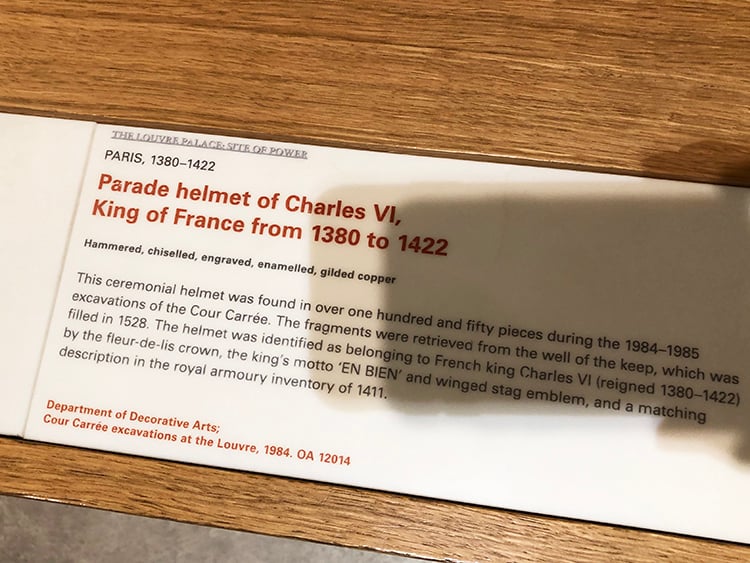 THE LOUVRE PALACE: SITE OF POWER
PARIS, 1380–1422
Parade helmet of Charles VI,
King of France from 1380 to 1422
Hammered, chiselled, engraved, enamelled, gilded copper
This ceremonial helmet was found in over one hundred and fifty pieces during the 1984–1985
excavations of the Cour Carrée. The fragments were retrieved from the well of the keep, which was
filled in 1528. The helmet was identified as belonging to French king Charles VI (reigned 1380–1422)
by the fleur-de-lis crown, the king's motto ‘EN BIEN’ and winged stag emblem, and a matching
description in the royal armoury inventory of 1411.
Department of Decorative Arts;
Cour Carrée excavations at the Louvre, 1984. OA 12014